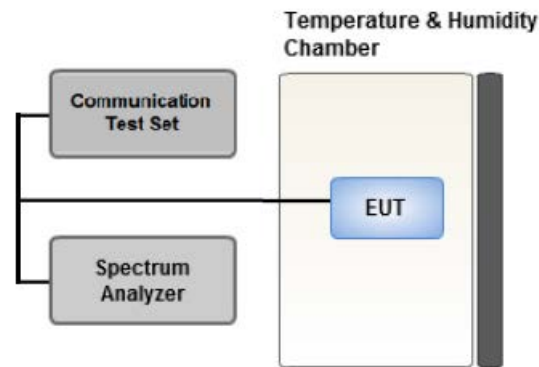 Temperature & Humidity
Chamber
Communication
Test Set
EUT
Spectrum
Analyzer